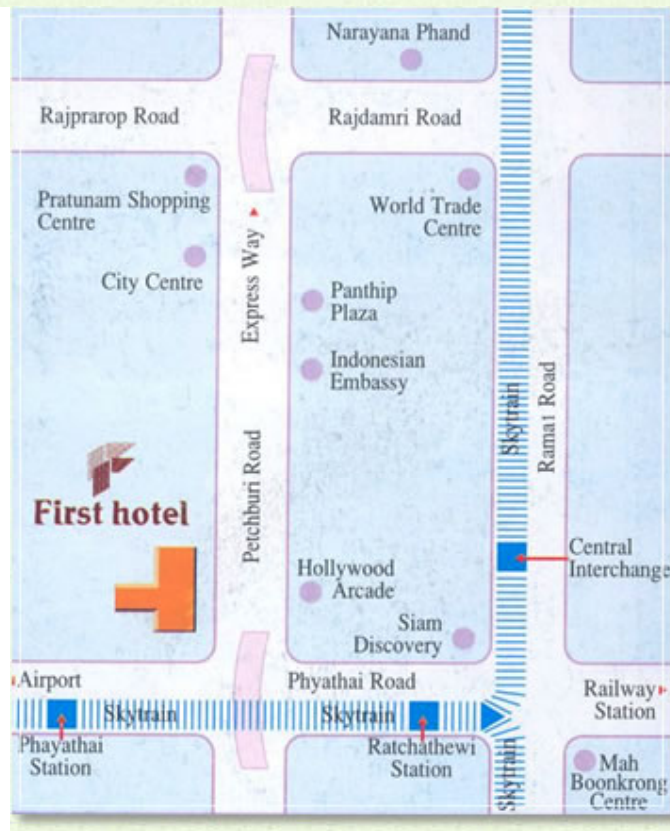 Narayana Phand
Rajprarop Road
Rajdamri Road
Pratunam Shopping
Centre
World Trade
Centre
City Centre
Express Way
Panthip
Plaza
Indonesian
Embassy
Skytrain
Rama1 Road
First hotel
Petchburi Road
Central
Interchange
Hollywood
Arcade
Siam
Discovery
Airport
Phyathai Road
Railway
Station
Skytrain
Skytrain
Phayathai
Station
Ratchathewi
Station
Skytrain
Mah
Boonkrong
Centre